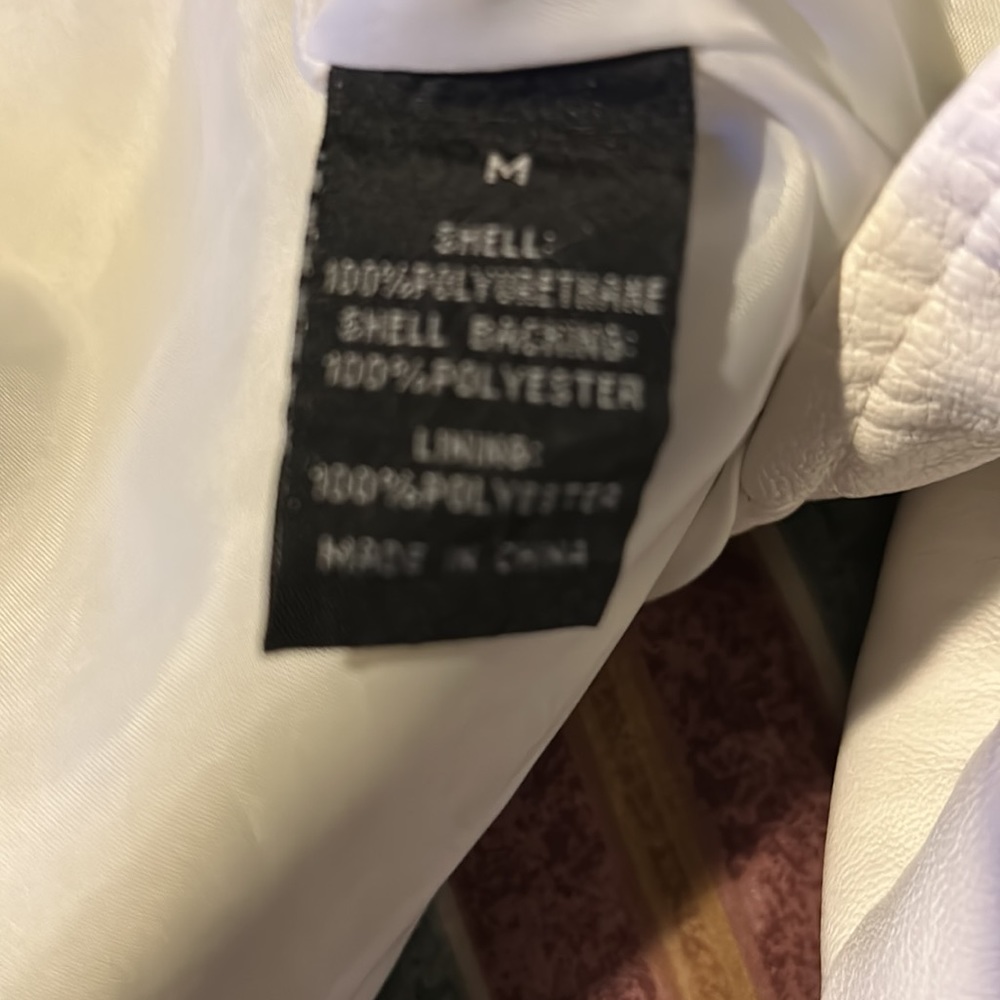 M
SHELL:
100%POLYURETHANE
SHELL BACKING:
100%POLYESTER
LINING:
100%POLYESTER
MADE IN CHINA